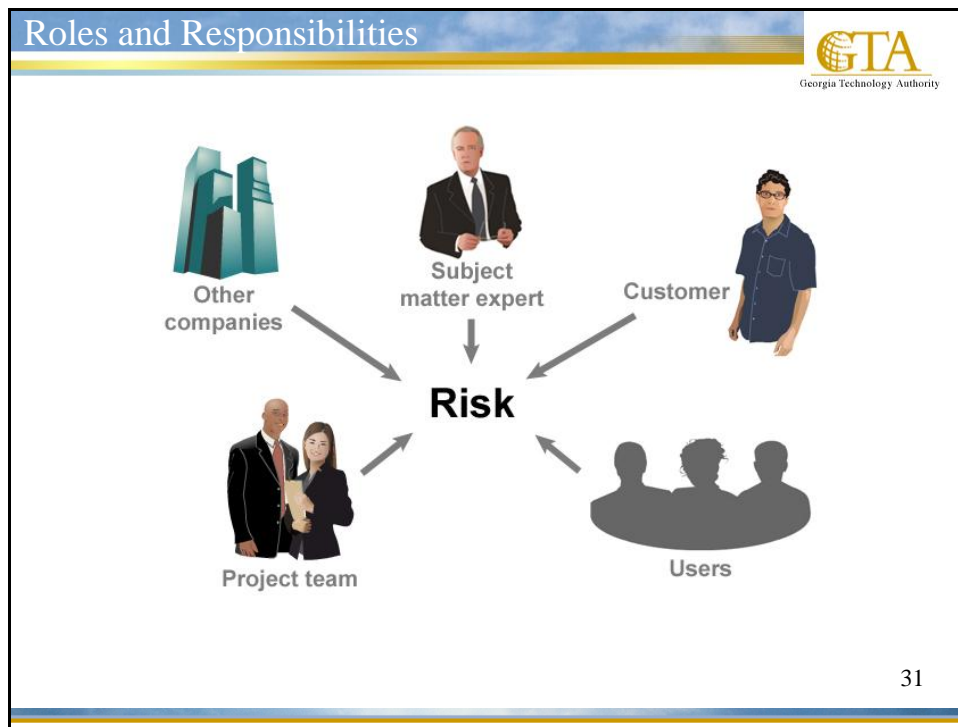 Roles and Responsibilities
GTA
Georgia Technology Authority
Other
companies
Subject
matter expert
Customer
Risk
Project team
Users
31